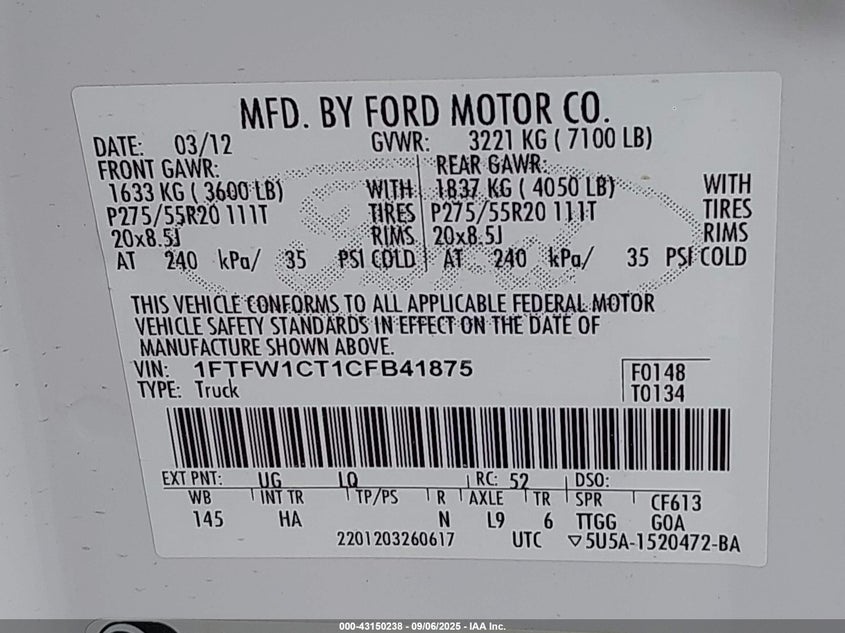 MFD. BY FORD MOTOR CO.
DATE: 03/12 GVWR: 3221 KG ( 7100 LB)
FRONT GAWR: REAR GAWR:
1633 KG ( 3600 LB) WITH 1837 KG ( 4050 LB) WITH
P275/55R20 111T TIRES P275/55R20 111T TIRES
20x8.5J RIMS 20x8.5J RIMS
AT 240 kPa/ 35 PSI COLD AT 240 kPa/ 35 PSI COLD
THIS VEHICLE CONFORMS TO ALL APPLICABLE FEDERAL MOTOR
VEHICLE SAFETY STANDARDS IN EFFECT ON THE DATE OF
MANUFACTURE SHOWN ABOVE.
VIN: 1FTFW1CT1CFB41875 F0148
TYPE: Truck T0134
EXT PNT: UG LQ RC: 52 DSO:
WB INT TR TP/PS R AXLE TR SPR CF613
145 HA N L9 6 TTGG GOA
2201203260617 UTC ▽5U5A-1520472-BA
000-43150238 - 09/06/2025 - IAA Inc.